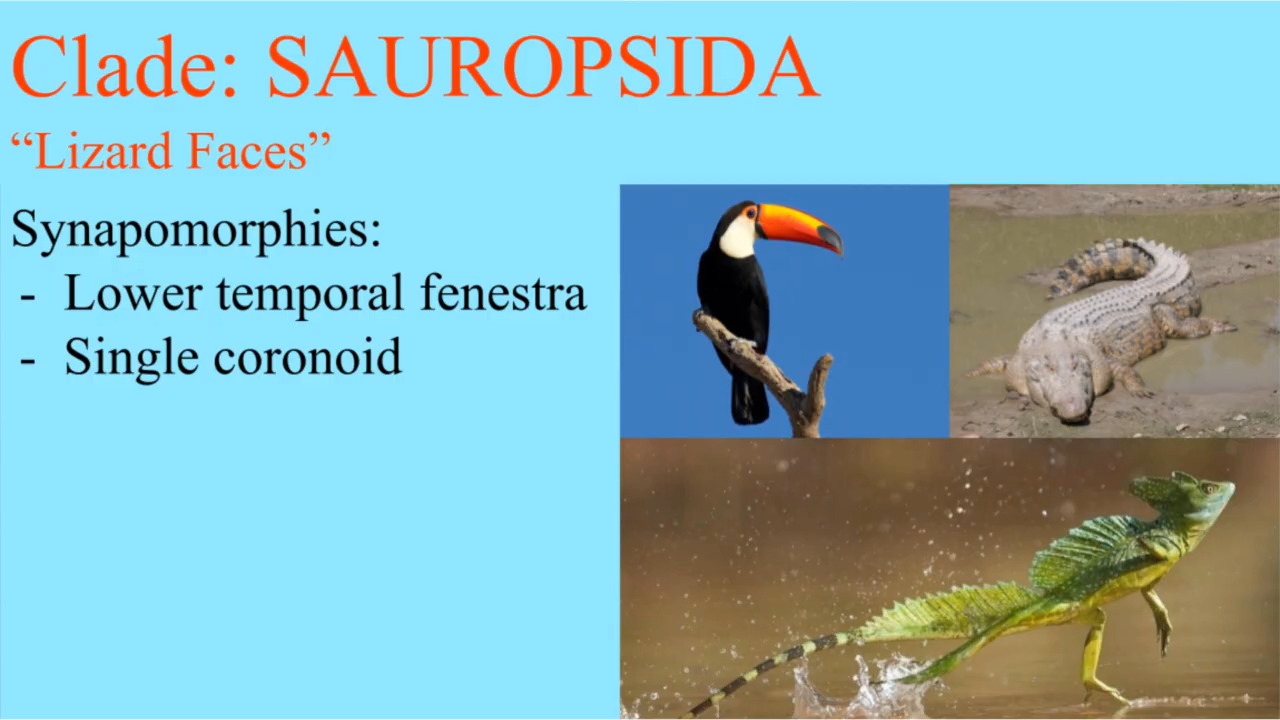 Clade: SAUROPSIDA
“Lizard Faces”
Synapomorphies:
- Lower temporal fenestra
- Single coronoid